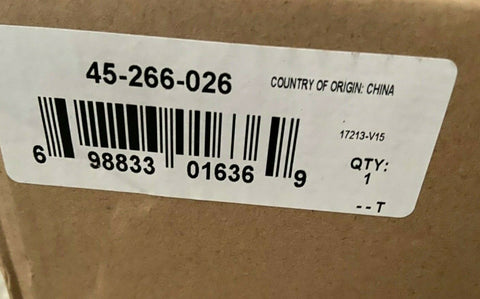 45-266-026
COUNTRY OF ORIGIN: CHINA
17213-V15
6 98833 01636 9
QTY:
1
--T